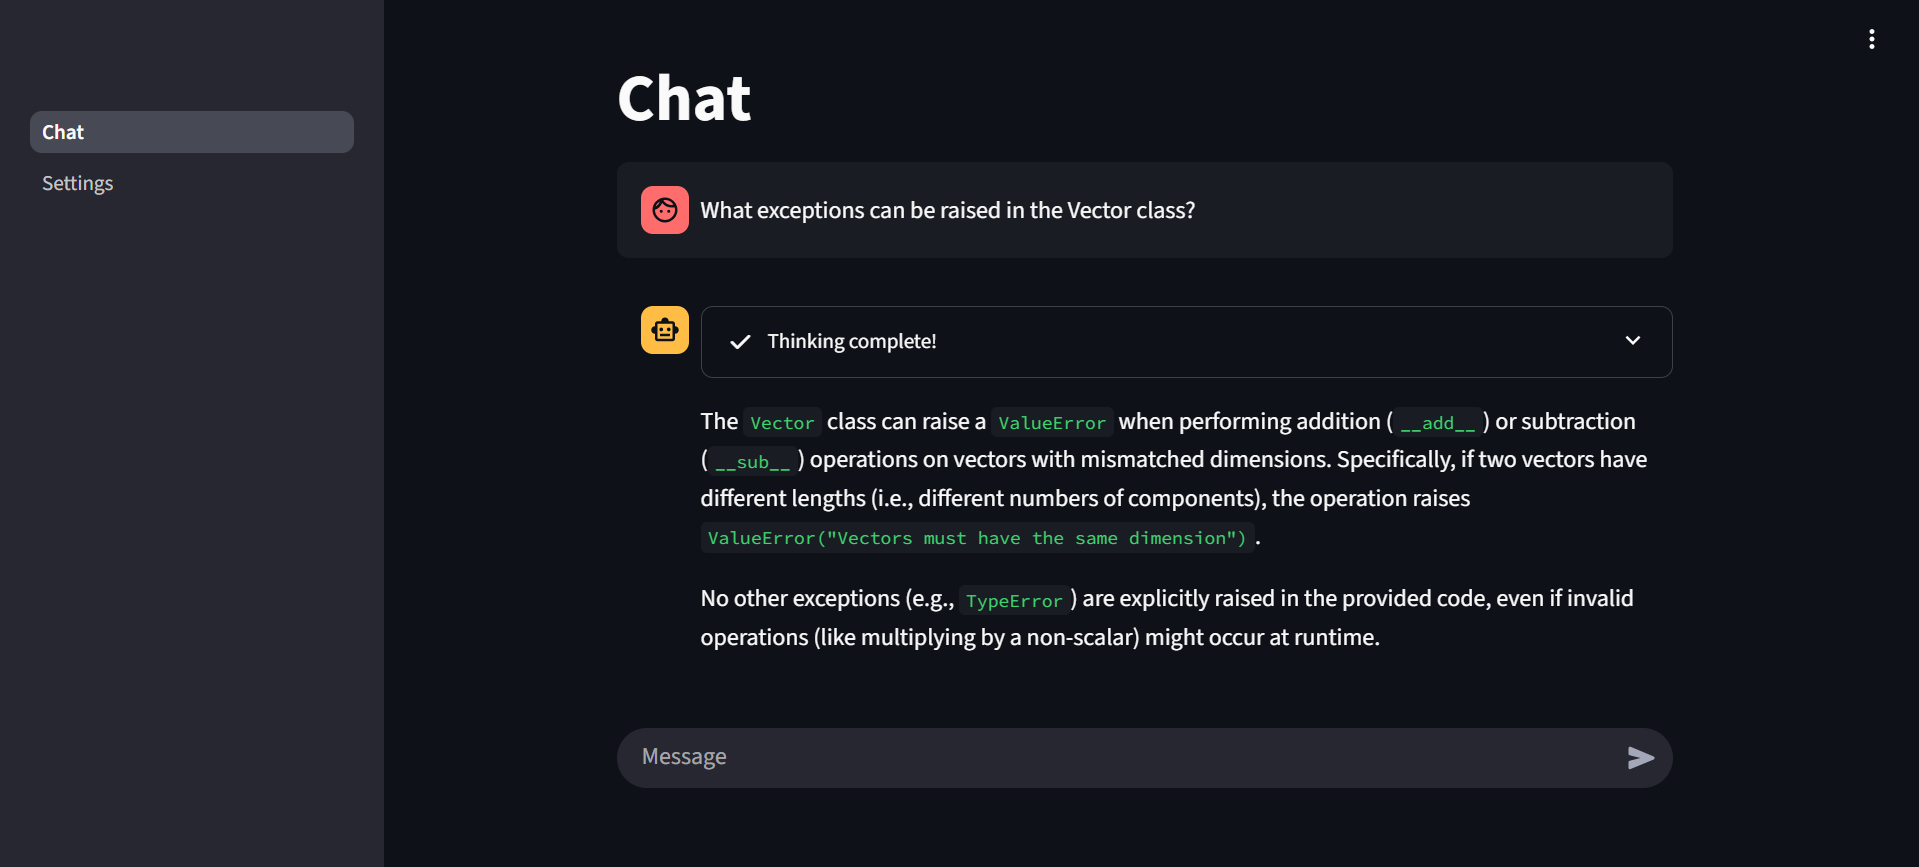 Chat
Settings
Chat
What exceptions can be raised in the Vector class?
Thinking complete!
The Vector class can raise a ValueError when performing addition ( __add__ ) or subtraction
( __sub__ ) operations on vectors with mismatched dimensions. Specifically, if two vectors have
different lengths (i.e., different numbers of components), the operation raises
ValueError("Vectors must have the same dimension") .
No other exceptions (e.g., TypeError ) are explicitly raised in the provided code, even if invalid
operations (like multiplying by a non-scalar) might occur at runtime.
Message